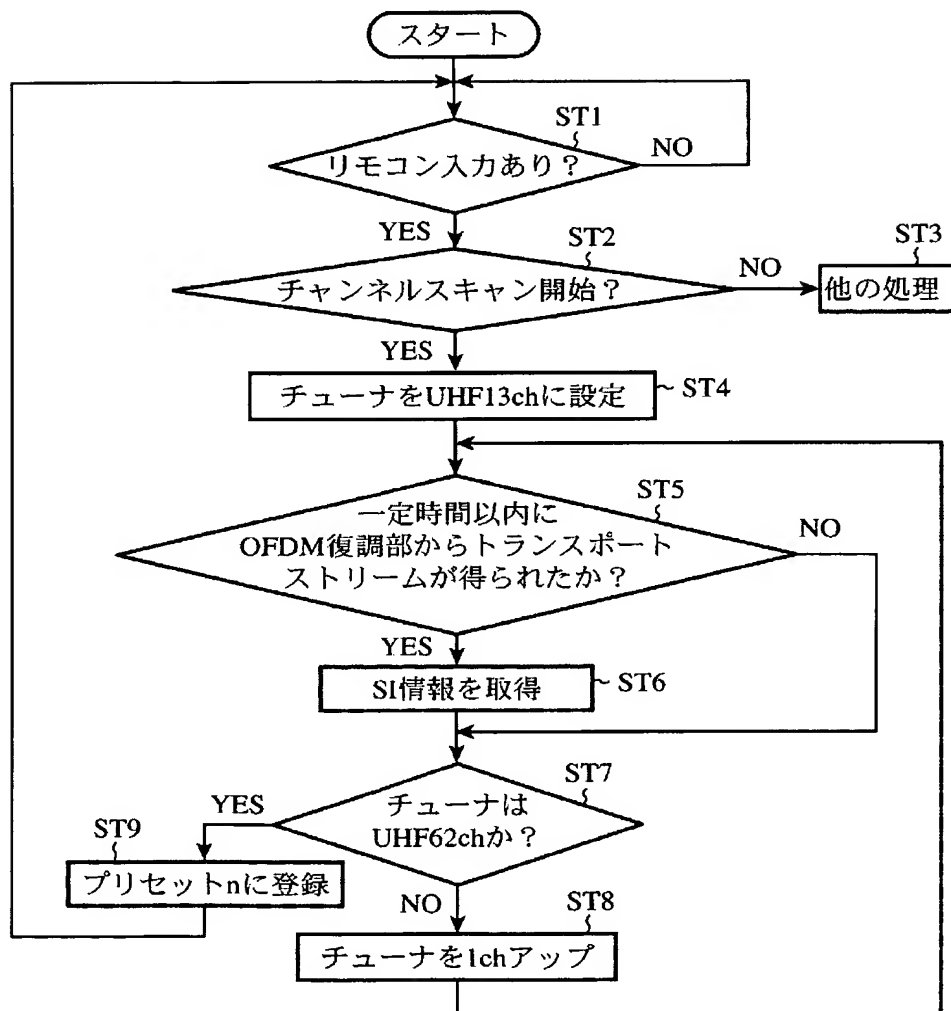 スタート
ST1
リモコン入力あり？
NO
YES
ST2
チャンネルスキャン開始？
NO
ST3
他の処理
YES
チューナをUHF13chに設定
ST4
ST5
一定時間以内に
OFDM復調部からトランスポート
ストリームが得られたか？
NO
YES
SI情報を取得
ST6
ST7
チューナは
UHF62chか？
YES
ST9
プリセットnに登録
NO
ST8
チューナを1chアップ